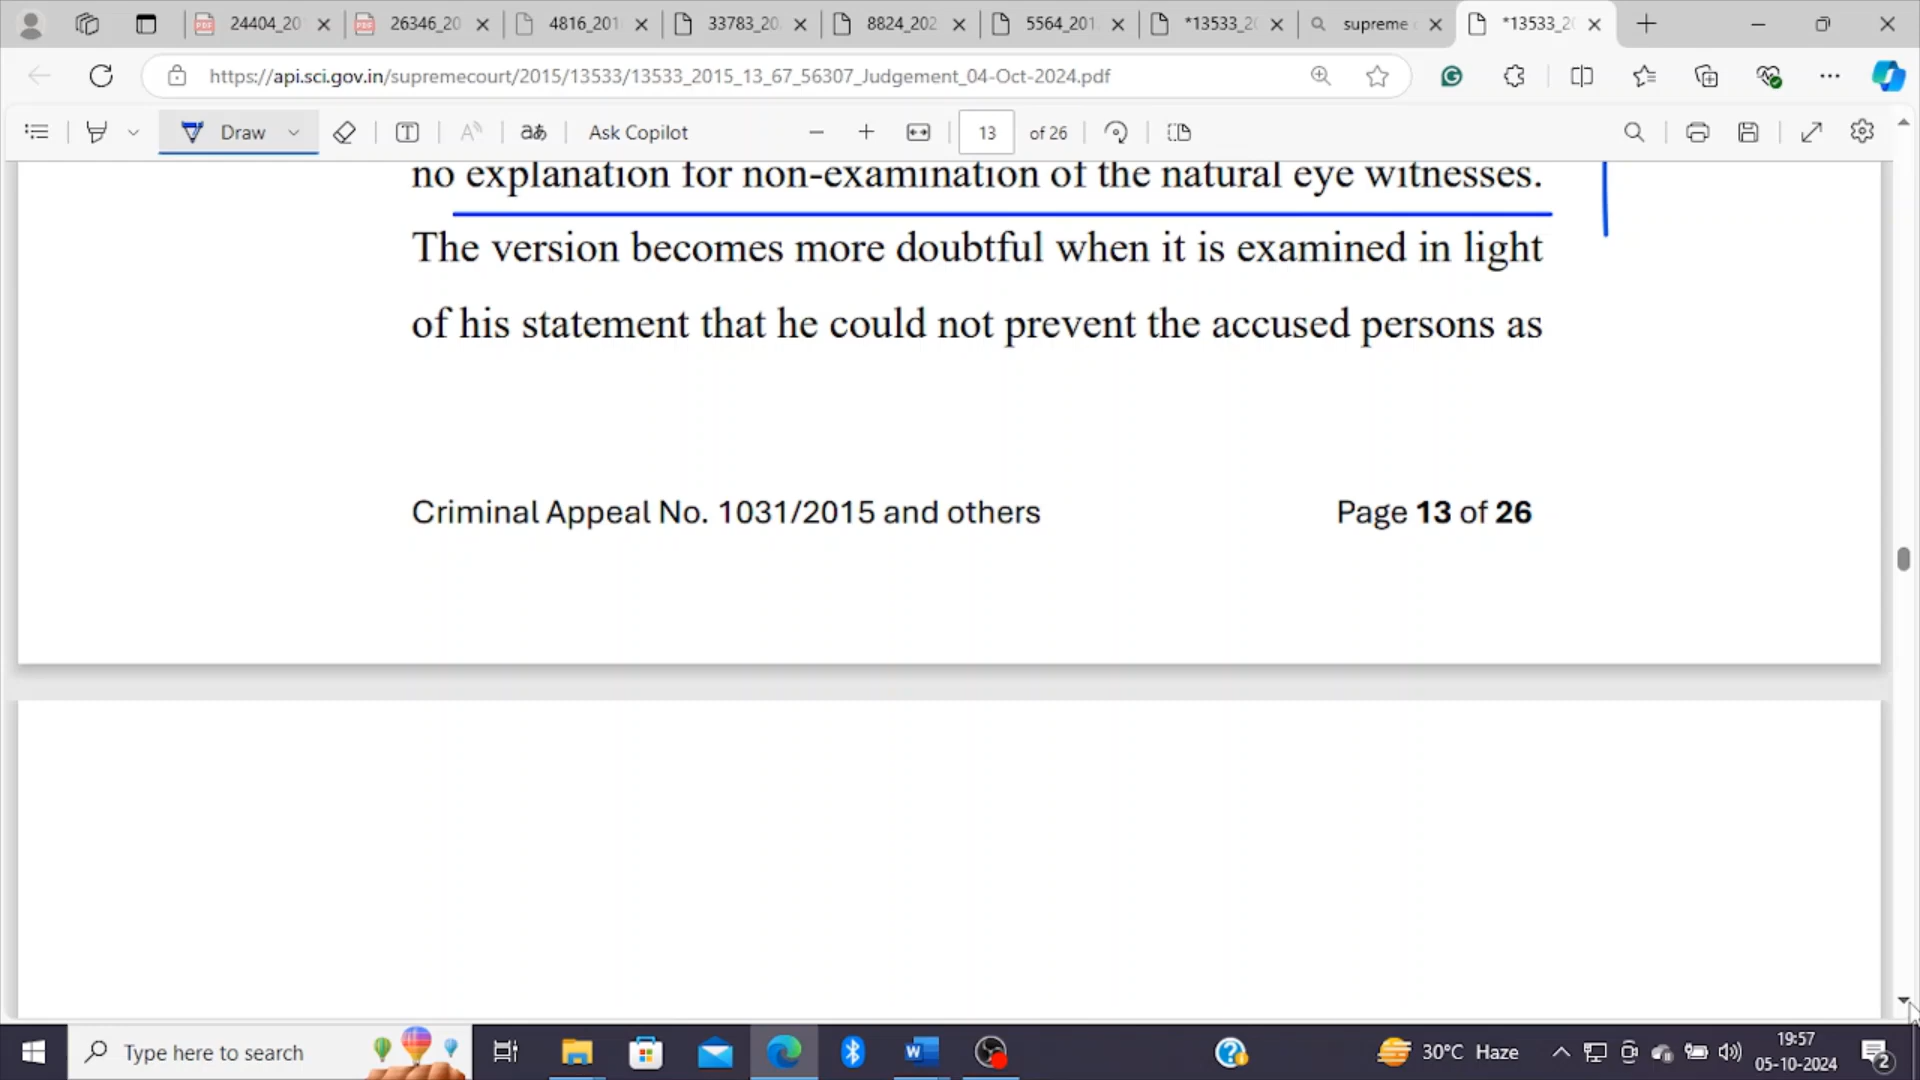 24404_20
26346_20
4816_201
33783_20
8824_202
5564_201
*13533_20
supreme
*13533_20
https://api.sci.gov.in/supremecourt/2015/13533/13533_2015_13_67_56307_Judgement_04-Oct-2024.pdf
Draw
Ask Copilot
13
of 26
no explanation for non-examination of the natural eye witnesses.
The version becomes more doubtful when it is examined in light
of his statement that he could not prevent the accused persons as
Criminal Appeal No. 1031/2015 and others
Page 13 of 26
Type here to search
30°C Haze
19:57
05-10-2024
2